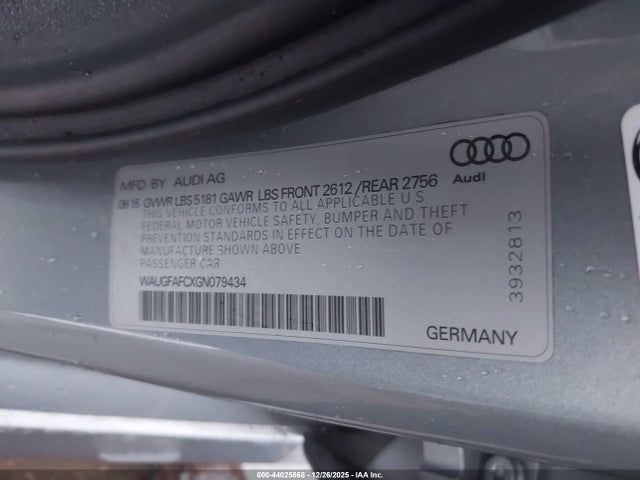 MFD BY AUDI AG
09 15 GVWR LBS 5181 GAWR LBS FRONT 2612 /REAR 2756
THIS VEHICLE CONFORMS TO ALL APPLICABLE U S
FEDERAL MOTOR VEHICLE SAFETY, BUMPER AND THEFT
PREVENTION STANDARDS IN EFFECT ON THE DATE OF
MANUFACTURE SHOWN ABOVE
PASSENGER CAR
WAUGFAFCXGN079434
Audi
3932813
GERMANY
000-44025868 - 12/26/2025 - IAA Inc.